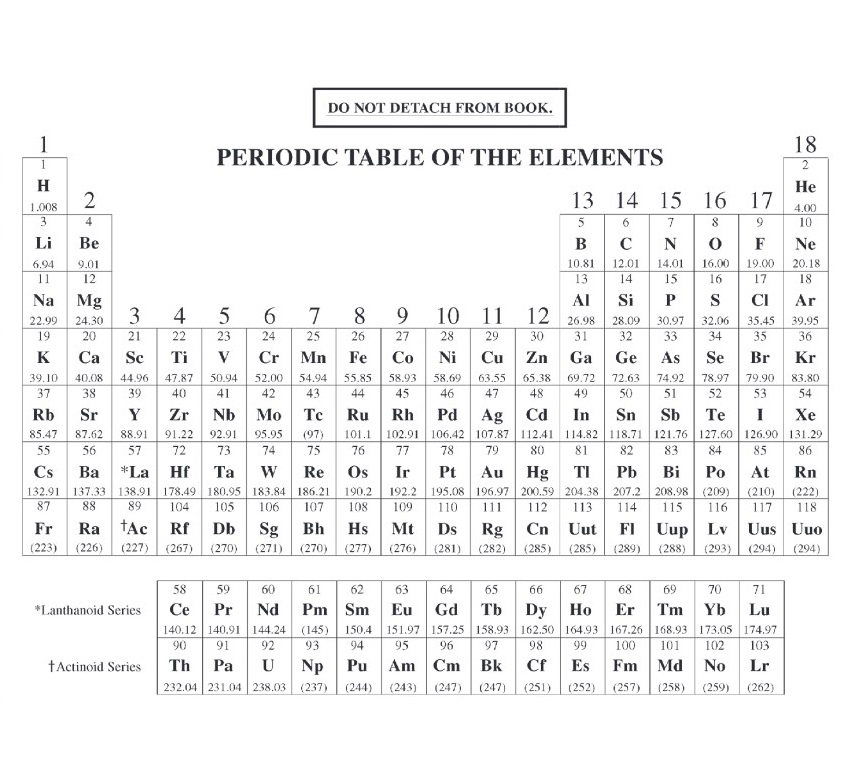 DO NOT DETACH FROM BOOK.
PERIODIC TABLE OF THE ELEMENTS
1 18
1 2
H He
1.008 2 13 14 15 16 17 4.00
3 4 5 6 7 8 9 10
Li Be B C N O F Ne
6.94 9.01 10.81 12.01 14.01 16.00 19.00 20.18
11 12 13 14 15 16 17 18
Na Mg Al Si P S Cl Ar
22.99 24.30 3 4 5 6 7 8 9 10 11 12 26.98 28.09 30.97 32.06 35.45 39.95
19 20 21 22 23 24 25 26 27 28 29 30 31 32 33 34 35 36
K Ca Sc Ti V Cr Mn Fe Co Ni Cu Zn Ga Ge As Se Br Kr
39.10 40.08 44.96 47.87 50.94 52.00 54.94 55.85 58.93 58.69 63.55 65.38 69.72 72.63 74.92 78.97 79.90 83.80
37 38 39 40 41 42 43 44 45 46 47 48 49 50 51 52 53 54
Rb Sr Y Zr Nb Mo Tc Ru Rh Pd Ag Cd In Sn Sb Te I Xe
85.47 87.62 88.91 91.22 92.91 95.95 (97) 101.1 102.91 106.42 107.87 112.41 114.82 118.71 121.76 127.60 126.90 131.29
55 56 57 72 73 74 75 76 77 78 79 80 81 82 83 84 85 86
Cs Ba *La Hf Ta W Re Os Ir Pt Au Hg Tl Pb Bi Po At Rn
132.91 137.33 138.91 178.49 180.95 183.84 186.21 190.2 192.2 195.08 196.97 200.59 204.38 207.2 208.98 (209) (210) (222)
87 88 89 104 105 106 107 108 109 110 111 112 113 114 115 116 117 118
Fr Ra †Ac Rf Db Sg Bh Hs Mt Ds Rg Cn Uut Fl Uup Lv Uus Uuo
(223) (226) (227) (267) (270) (271) (270) (277) (276) (281) (282) (285) (285) (289) (288) (293) (294) (294)
58 59 60 61 62 63 64 65 66 67 68 69 70 71
*Lanthanoid Series Ce Pr Nd Pm Sm Eu Gd Tb Dy Ho Er Tm Yb Lu
140.12 140.91 144.24 (145) 150.4 151.97 157.25 158.93 162.50 164.93 167.26 168.93 173.05 174.97
90 91 92 93 94 95 96 97 98 99 100 101 102 103
†Actinoid Series Th Pa U Np Pu Am Cm Bk Cf Es Fm Md No Lr
232.04 231.04 238.03 (237) (244) (243) (247) (247) (251) (252) (257) (258) (259) (262)